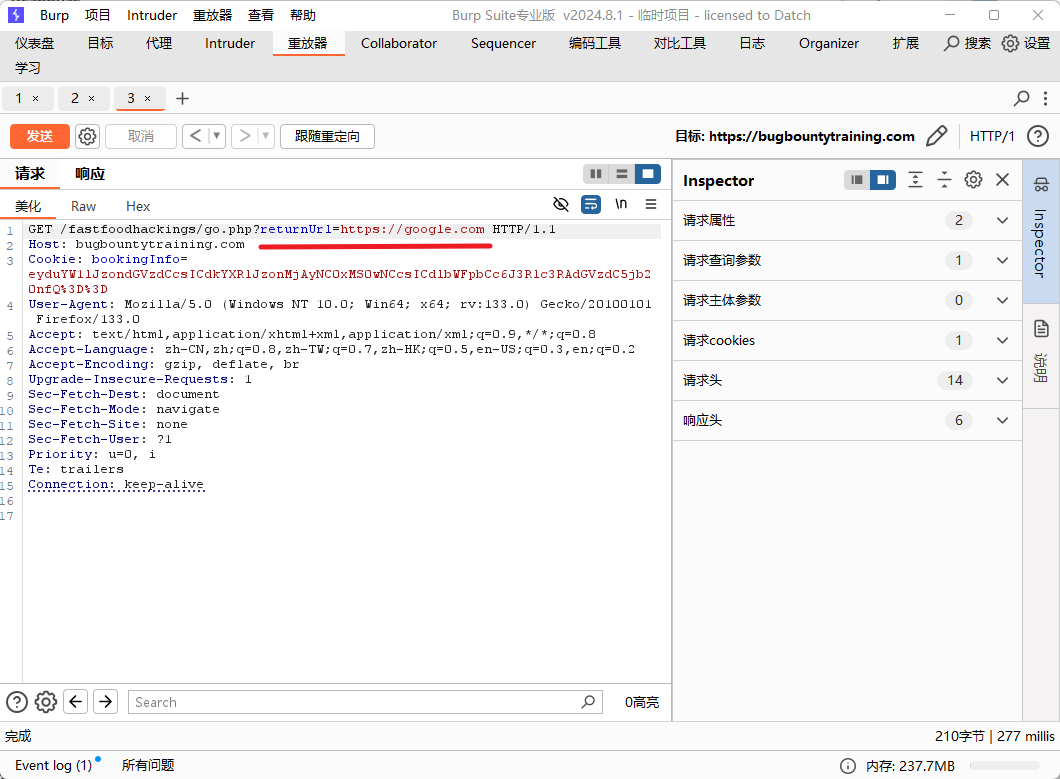 Burp 项目 Intruder 重放器 查看 帮助 Burp Suite专业版 v2024.8.1 - 临时项目 - licensed to Datch
仪表盘 目标 代理 Intruder 重放器 Collaborator Sequencer 编码工具 对比工具 日志 Organizer 扩展 搜索 设置
学习
1 × 2 × 3 × +
发送 取消 < > 跟随重定向 目标: https://bugbountytraining.com HTTP/1 ?
请求 响应
美化 Raw Hex \n
1 GET /fastfoodhackings/go.php?returnUrl=https://google.com HTTP/1.1
2 Host: bugbountytraining.com
3 Cookie: bookingInfo=
eyduYW1lJzondGVzdCcsICdkYXRlJzonMjAyNC0xMS0wNCcsICdlbWFpbCc6J3Rlc3RAdGVzdC5jb2
0nfQ%3D%3D
4 User-Agent: Mozilla/5.0 (Windows NT 10.0; Win64; x64; rv:133.0) Gecko/20100101
Firefox/133.0
5 Accept: text/html,application/xhtml+xml,application/xml;q=0.9,*/*;q=0.8
6 Accept-Language: zh-CN,zh;q=0.8,zh-TW;q=0.7,zh-HK;q=0.5,en-US;q=0.3,en;q=0.2
7 Accept-Encoding: gzip, deflate, br
8 Upgrade-Insecure-Requests: 1
9 Sec-Fetch-Dest: document
10 Sec-Fetch-Mode: navigate
11 Sec-Fetch-Site: none
12 Sec-Fetch-User: ?1
13 Priority: u=0, i
14 Te: trailers
15 Connection: keep-alive
16
17
Inspector
请求属性 2
请求查询参数 1
请求主体参数 0
请求cookies 1
请求头 14
响应头 6
Inspector
说明
? Search 0高亮
完成 210字节 | 277 millis
Event log (1) 所有问题 内存: 237.7MB